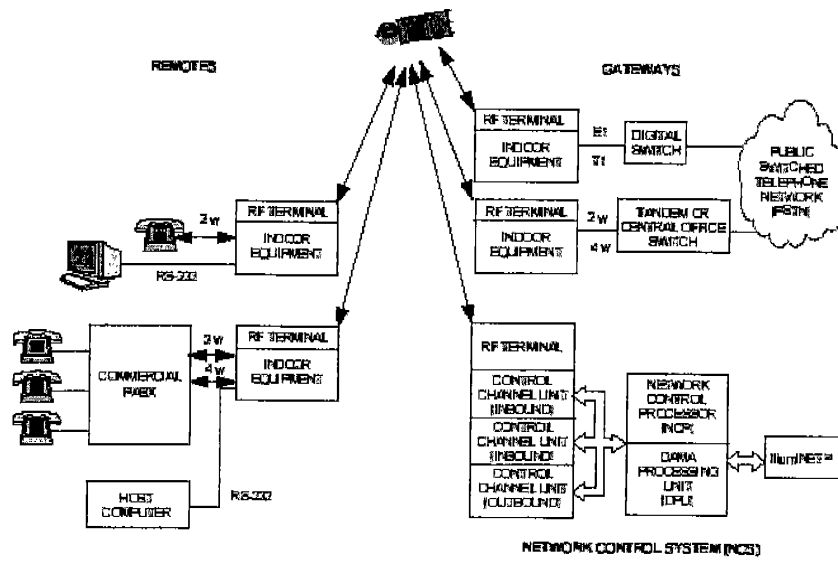 REMOTES
GATEWAYS
RF TERMINAL
INDOOR
EQUIPMENT
E1
T1
DIGITAL
SWITCH
PUBLIC
SWITCHED
TELEPHONE
NETWORK
(PSTN)
RF TERMINAL
INDOOR
EQUIPMENT
2 W
4 W
TANDEM OR
CENTRAL OFFICE
SWITCH
2 W
RF TERMINAL
INDOOR
EQUIPMENT
RS-232
COMMERCIAL
PABX
2 W
4 W
RF TERMINAL
INDOOR
EQUIPMENT
HOST
COMPUTER
RS-232
RF TERMINAL
CONTROL
CHANNEL UNIT
(INBOUND)
CONTROL
CHANNEL UNIT
(INBOUND)
CONTROL
CHANNEL UNIT
(OUTBOUND)
NETWORK
CONTROL
PROCESSOR
(NCP)
DAMA
PROCESSING
UNIT
(DPU)
IllumiNET™
NETWORK CONTROL SYSTEM (NCS)